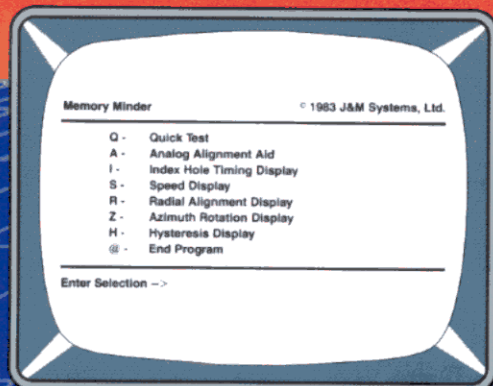 Memory Minder © 1983 J&M Systems, Ltd.
Q - Quick Test
A - Analog Alignment Aid
I - Index Hole Timing Display
S - Speed Display
R - Radial Alignment Display
Z - Azimuth Rotation Display
H - Hysteresis Display
@ - End Program
Enter Selection -->